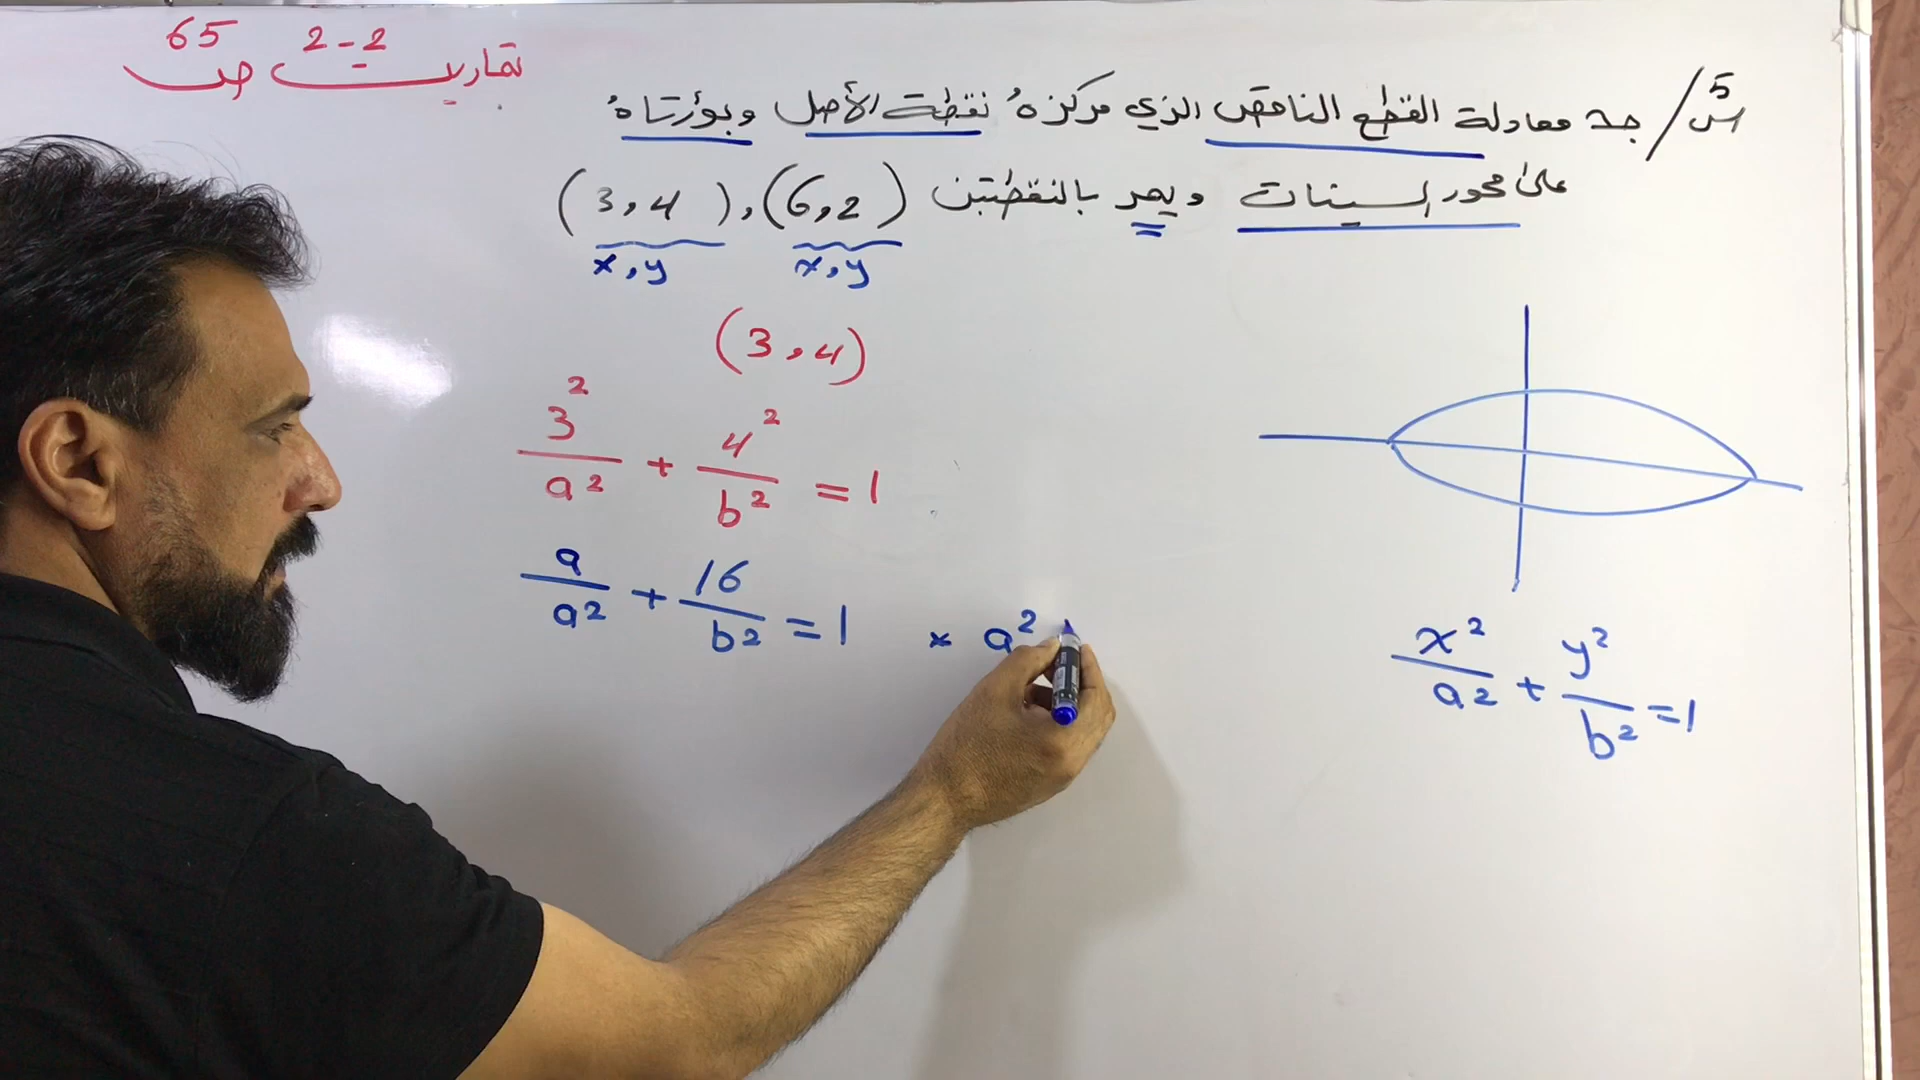 تمارين 2-2 ص 65
س5/ جد معادلة القطع الناقص الذي مركزه نقطة الأصل وبؤرتاه
على محور السينات ويمر بالنقطتين (6,2), (3,4)
x,y x,y
(3,4)
3²/a² + 4²/b² = 1
9/a² + 16/b² = 1 × a²
x²/a² + y²/b² = 1